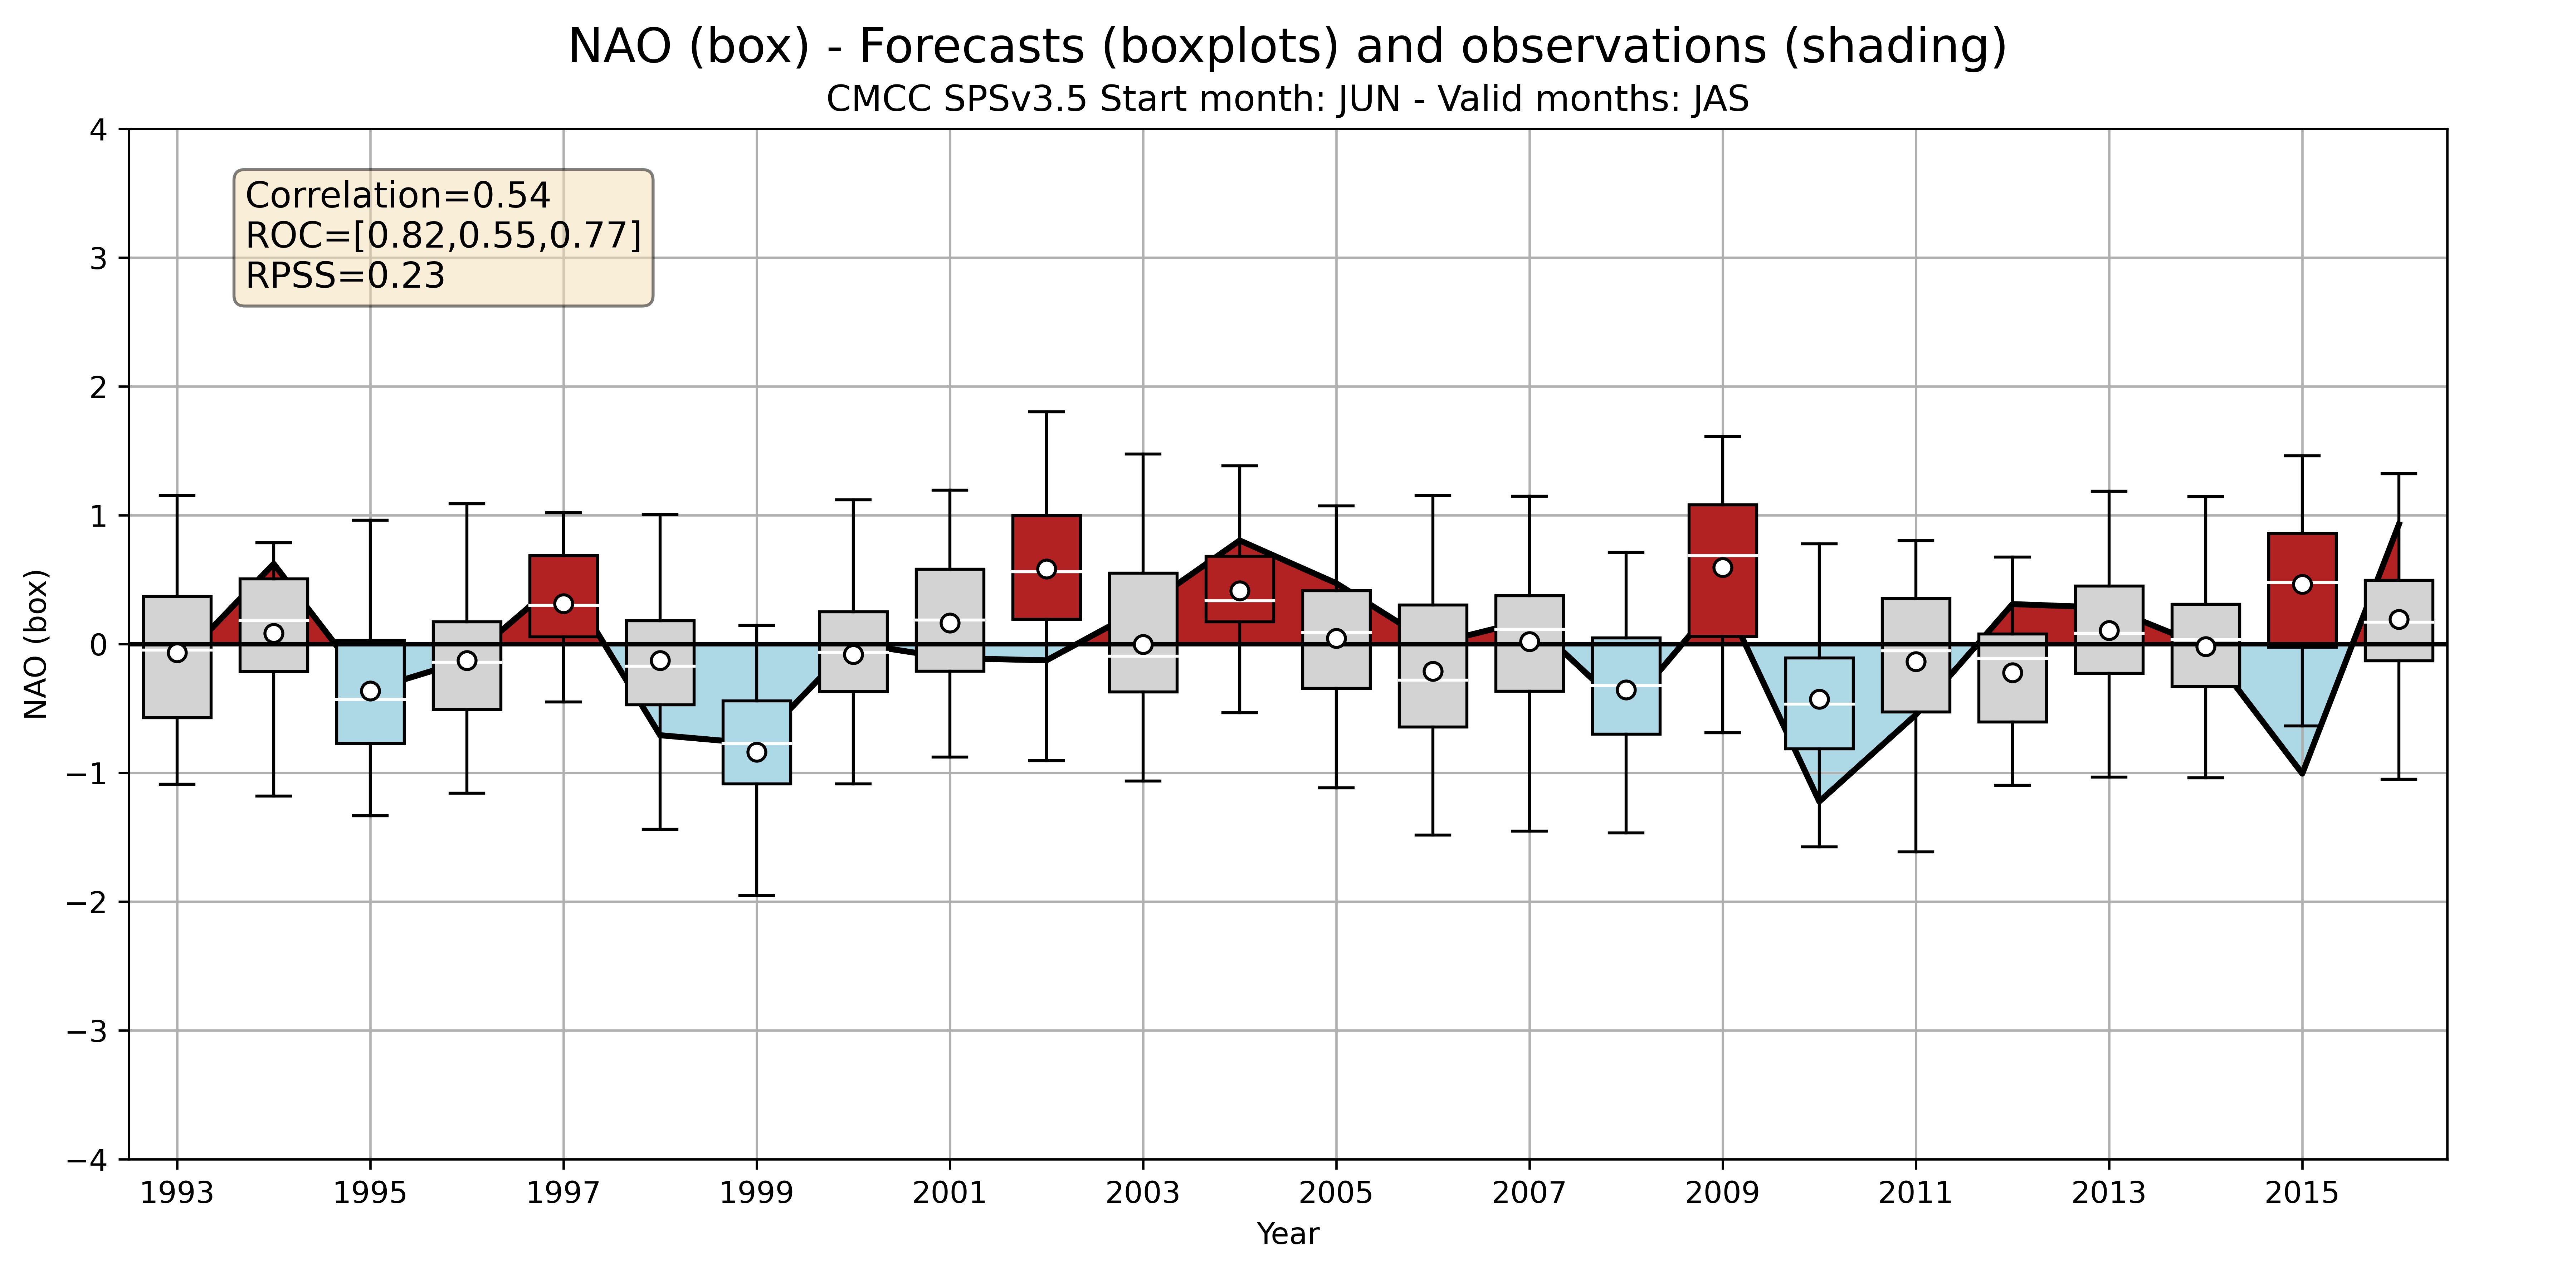 NAO (box) - Forecasts (boxplots) and observations (shading)
CMCC SPSv3.5 Start month: JUN - Valid months: JAS
Correlation=0.54
ROC=[0.82,0.55,0.77]
RPSS=0.23
NAO (box)
4
3
2
1
0
−1
−2
−3
−4
1993 1995 1997 1999 2001 2003 2005 2007 2009 2011 2013 2015
Year